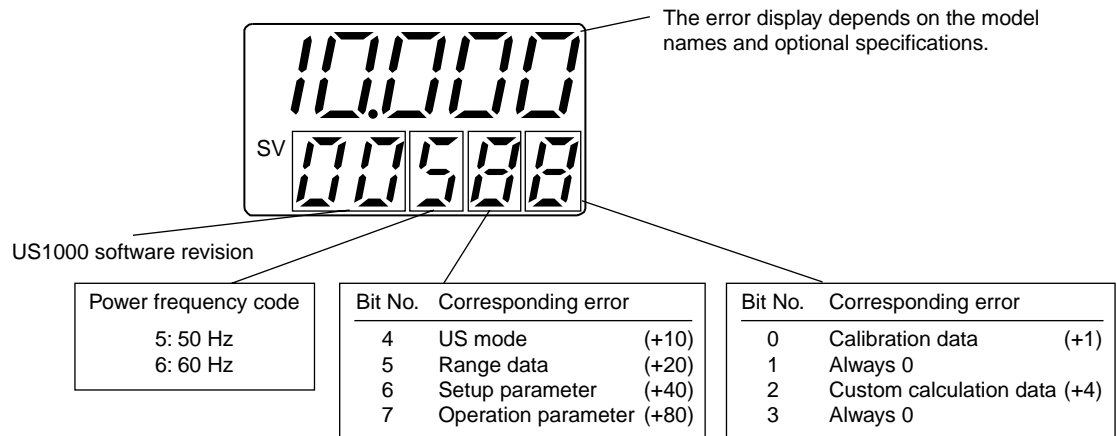 The error display depends on the model
names and optional specifications.
10.000
SV 00588
US1000 software revision
Power frequency code
5: 50 Hz
6: 60 Hz
Bit No. Corresponding error
4 US mode (+10)
5 Range data (+20)
6 Setup parameter (+40)
7 Operation parameter (+80)
Bit No. Corresponding error
0 Calibration data (+1)
1 Always 0
2 Custom calculation data (+4)
3 Always 0